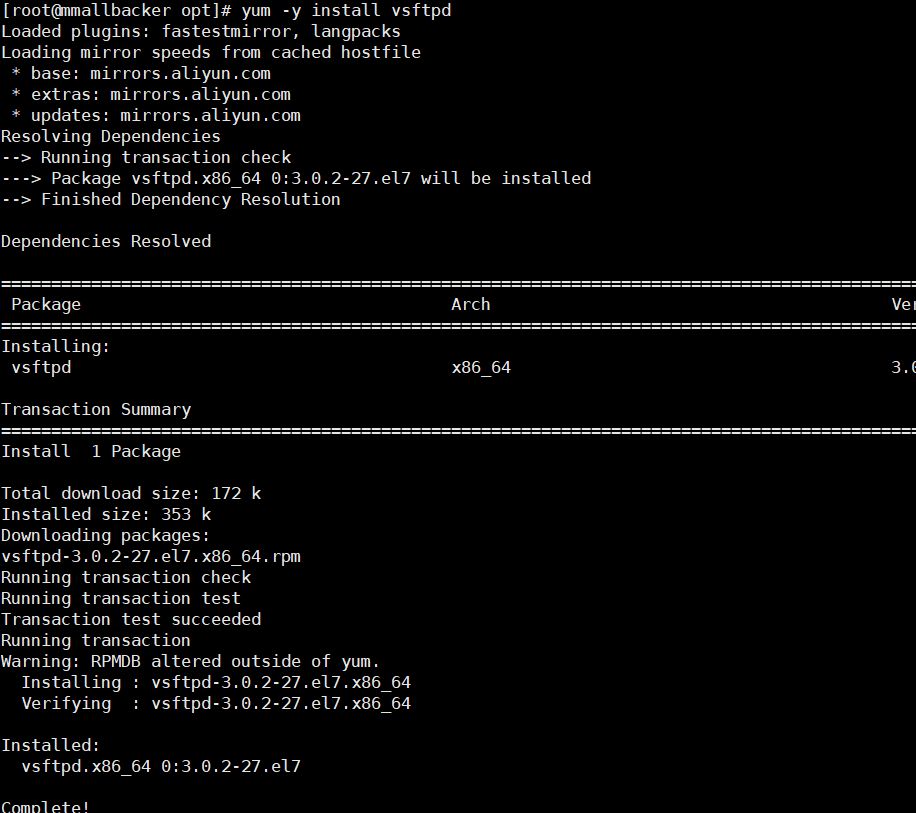 [root@mmallbacker opt]# yum -y install vsftpd
Loaded plugins: fastestmirror, langpacks
Loading mirror speeds from cached hostfile
 * base: mirrors.aliyun.com
 * extras: mirrors.aliyun.com
 * updates: mirrors.aliyun.com
Resolving Dependencies
--> Running transaction check
---> Package vsftpd.x86_64 0:3.0.2-27.el7 will be installed
--> Finished Dependency Resolution
Dependencies Resolved
Package Arch
Installing:
 vsftpd x86_64
Transaction Summary
Install  1 Package
Total download size: 172 k
Installed size: 353 k
Downloading packages:
vsftpd-3.0.2-27.el7.x86_64.rpm
Running transaction check
Running transaction test
Transaction test succeeded
Running transaction
Warning: RPMDB altered outside of yum.
  Installing : vsftpd-3.0.2-27.el7.x86_64
  Verifying  : vsftpd-3.0.2-27.el7.x86_64
Installed:
  vsftpd.x86_64 0:3.0.2-27.el7
Complete!